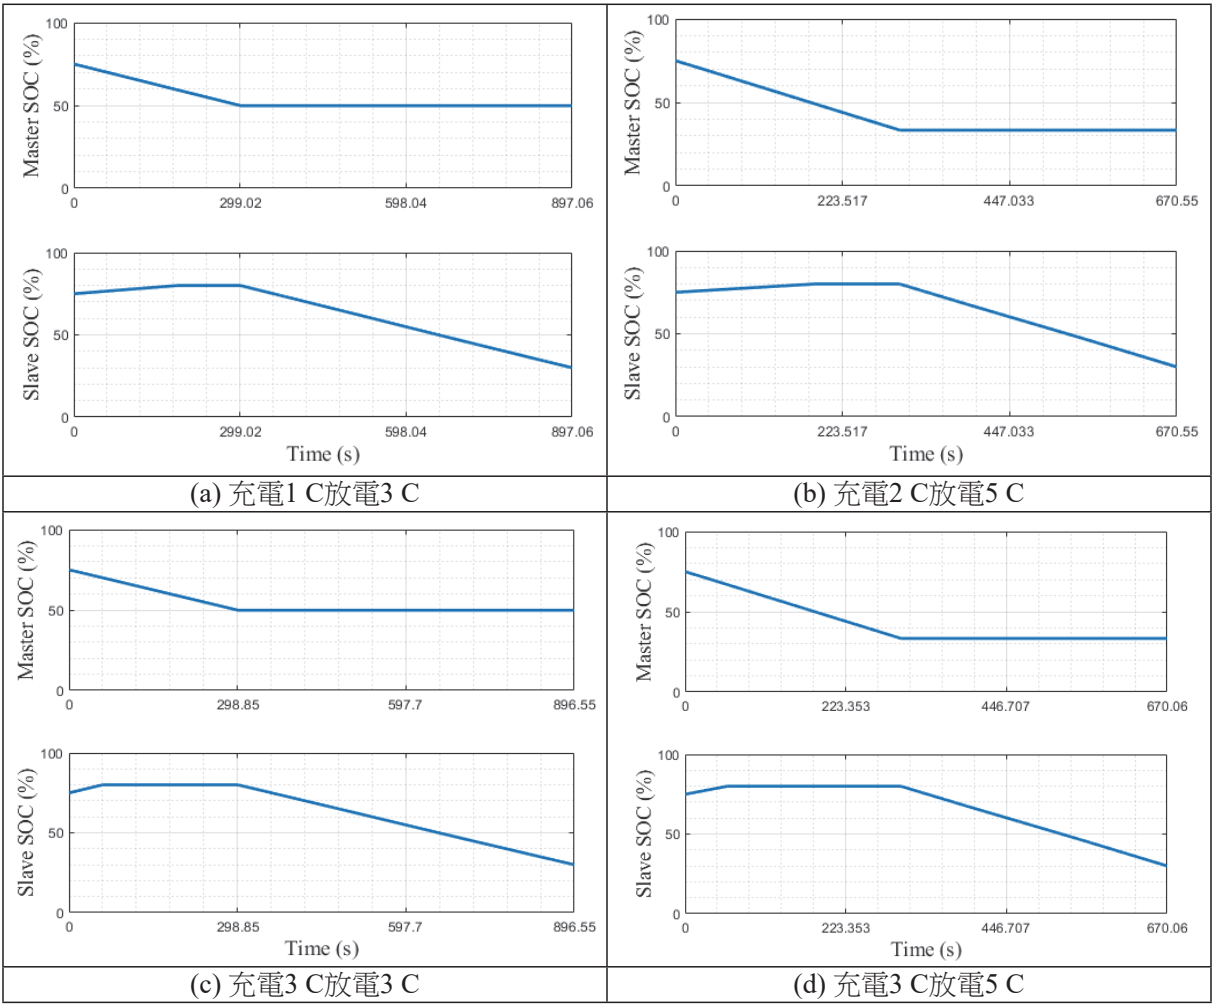 100
50
0
Master SOC (%)
0 299.02 598.04 897.06
100
50
0
Slave SOC (%)
0 299.02 598.04 897.06
Time (s)
(a) 充電1 C放電3 C
100
50
0
Master SOC (%)
0 223.517 447.033 670.55
100
50
0
Slave SOC (%)
0 223.517 447.033 670.55
Time (s)
(b) 充電2 C放電5 C
100
50
0
Master SOC (%)
0 298.85 597.7 896.55
100
50
0
Slave SOC (%)
0 298.85 597.7 896.55
Time (s)
(c) 充電3 C放電3 C
100
50
0
Master SOC (%)
0 223.353 446.707 670.06
100
50
0
Slave SOC (%)
0 223.353 446.707 670.06
Time (s)
(d) 充電3 C放電5 C